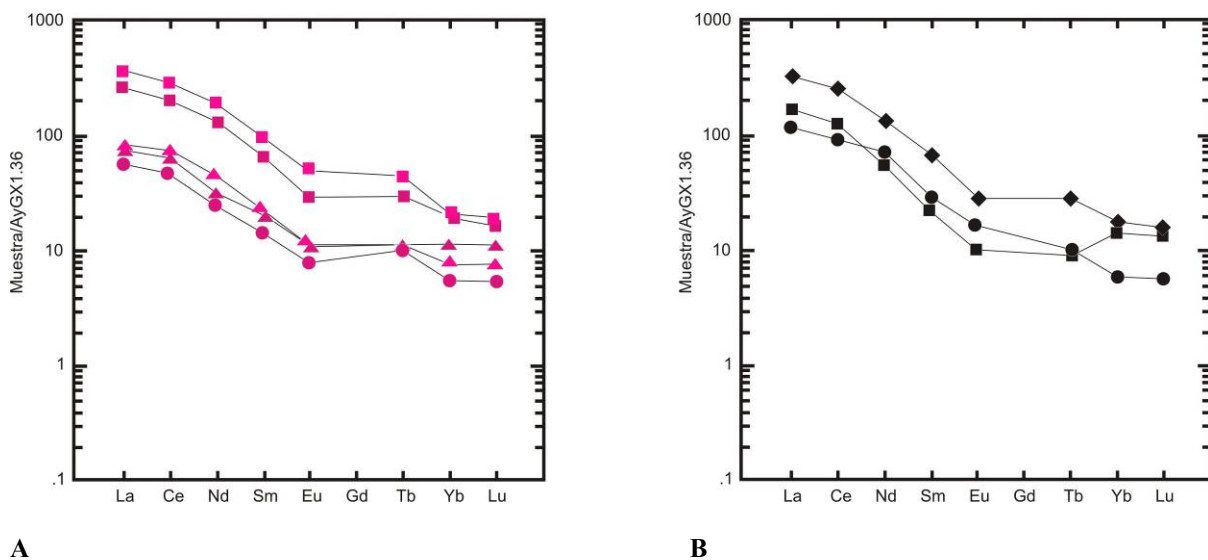 1000
100
10
1
.1
Muestra/AyGX1.36
La Ce Nd Sm Eu Gd Tb Yb Lu
A
1000
100
10
1
.1
Muestra/AyGX1.36
La Ce Nd Sm Eu Gd Tb Yb Lu
B